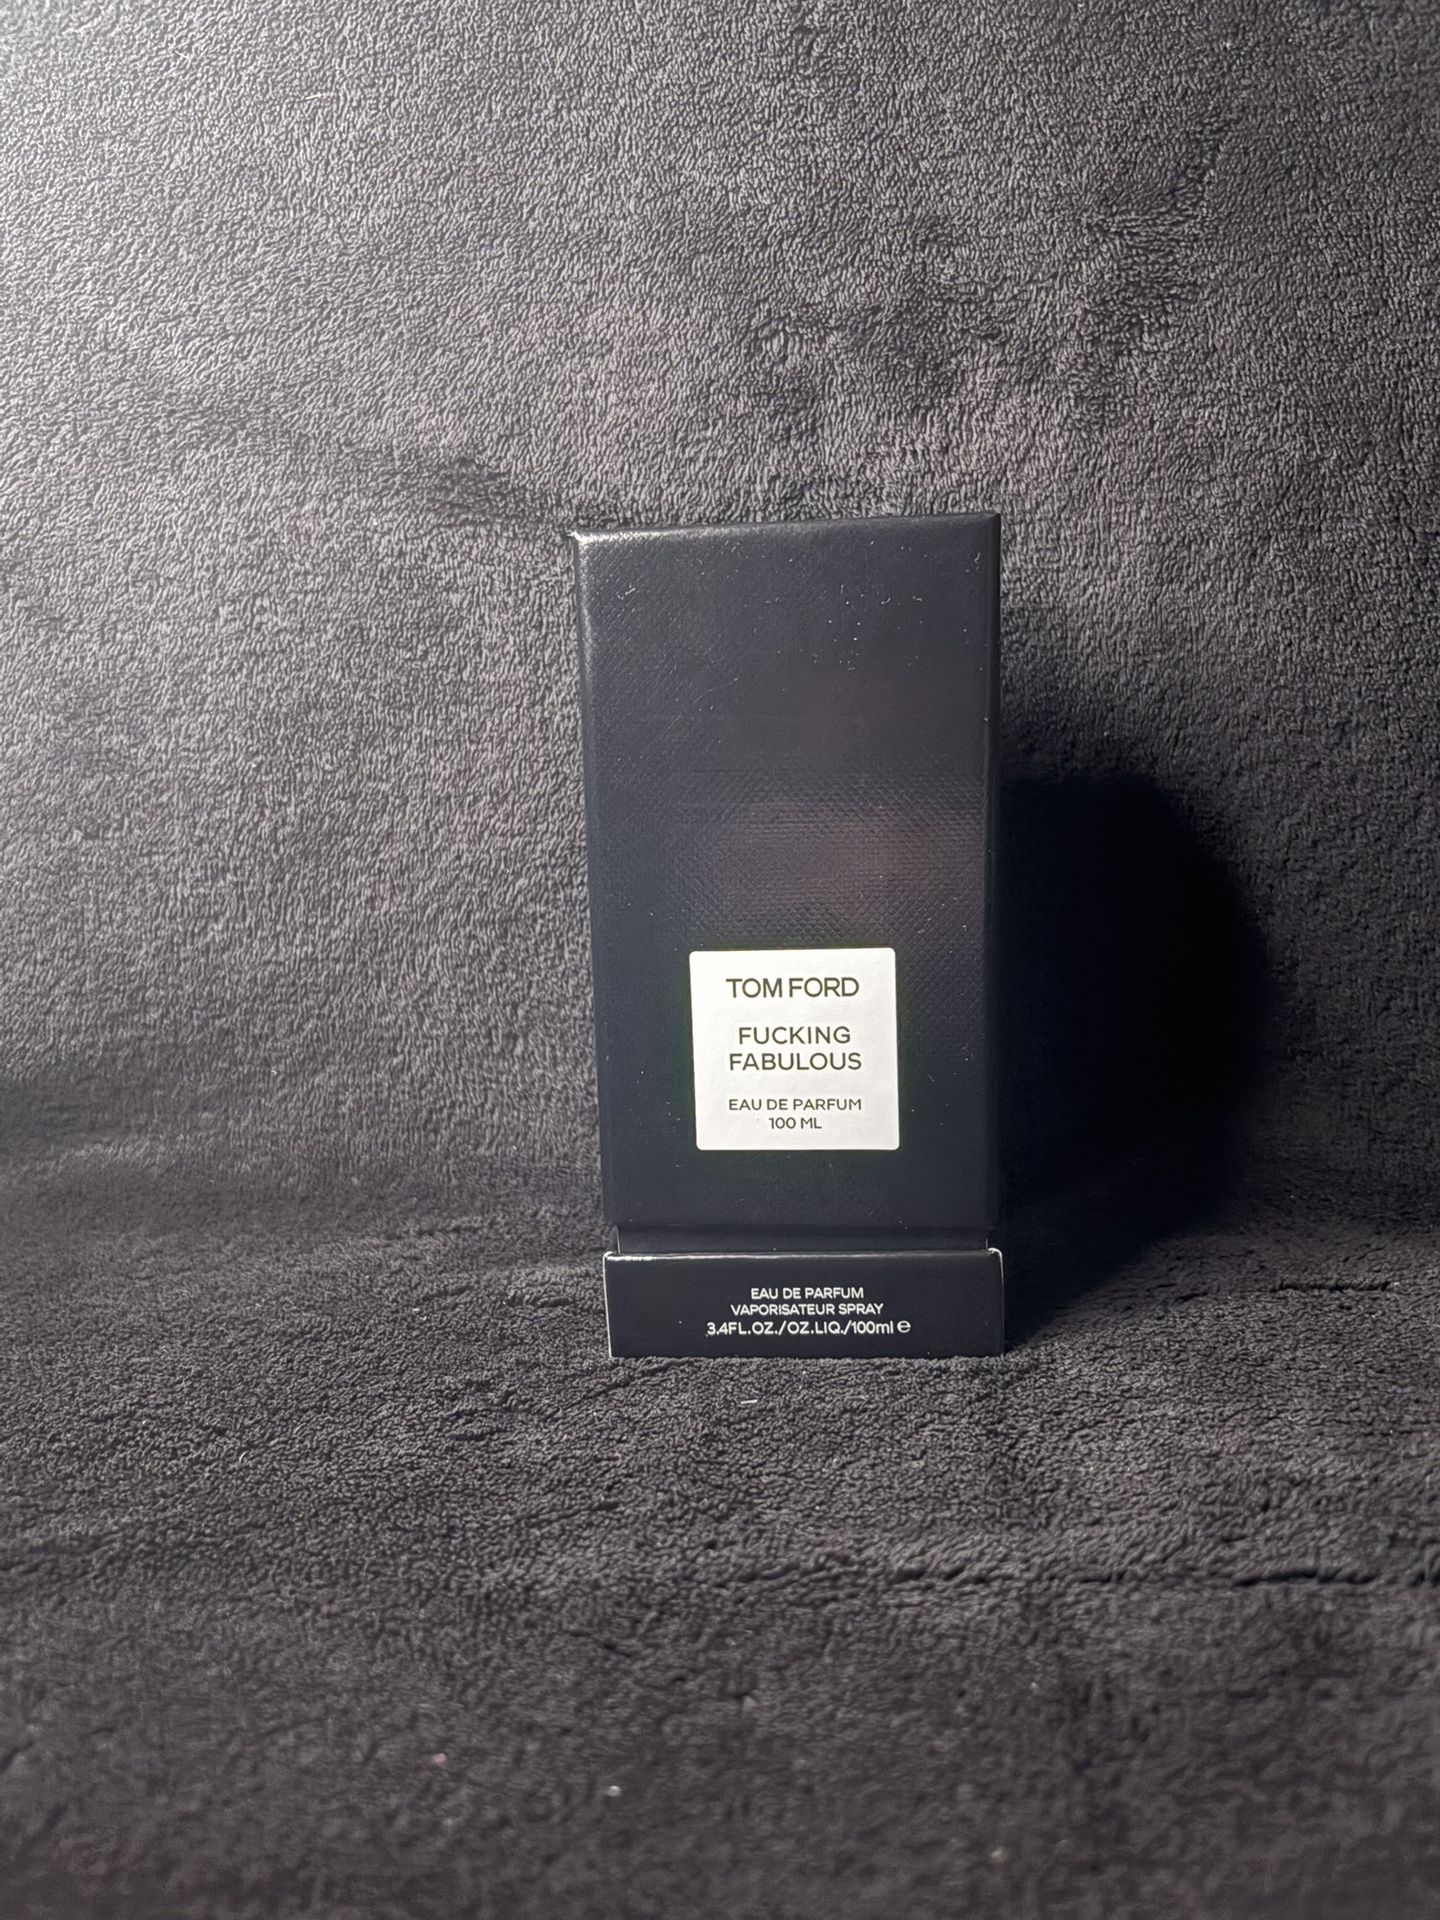 TOM FORD
FUCKING
FABULOUS
EAU DE PARFUM
100 ML
EAU DE PARFUM
VAPORISATEUR SPRAY
3.4FL.OZ./OZ.LIQ./100ml ℮